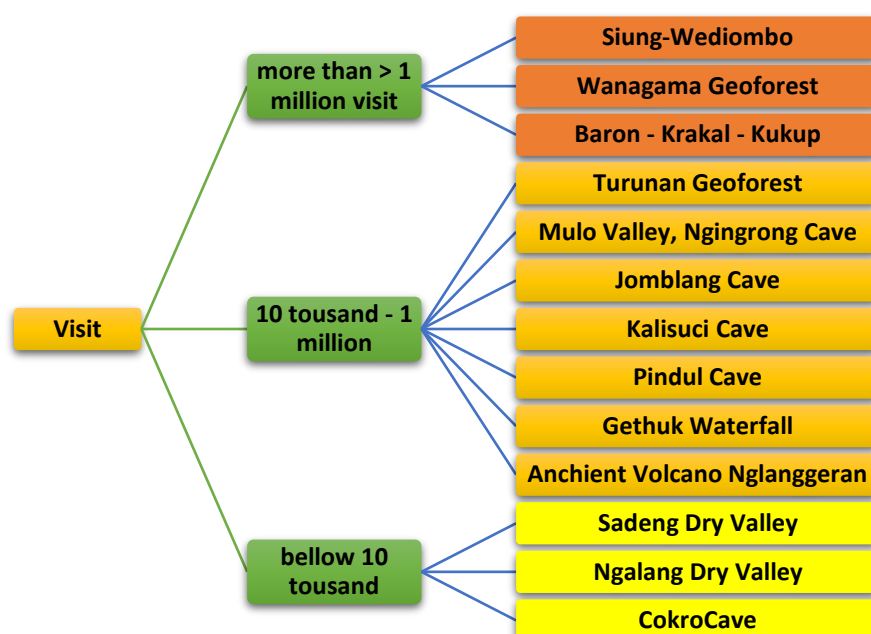 Visit
more than > 1
million visit
Siung-Wediombo
Wanagama Geoforest
Baron - Krakal - Kukup
10 tousand - 1
million
Turunan Geoforest
Mulo Valley, Ngingrong Cave
Jomblang Cave
Kalisuci Cave
Pindul Cave
Gethuk Waterfall
Anchient Volcano Nglanggeran
bellow 10
tousand
Sadeng Dry Valley
Ngalang Dry Valley
CokroCave